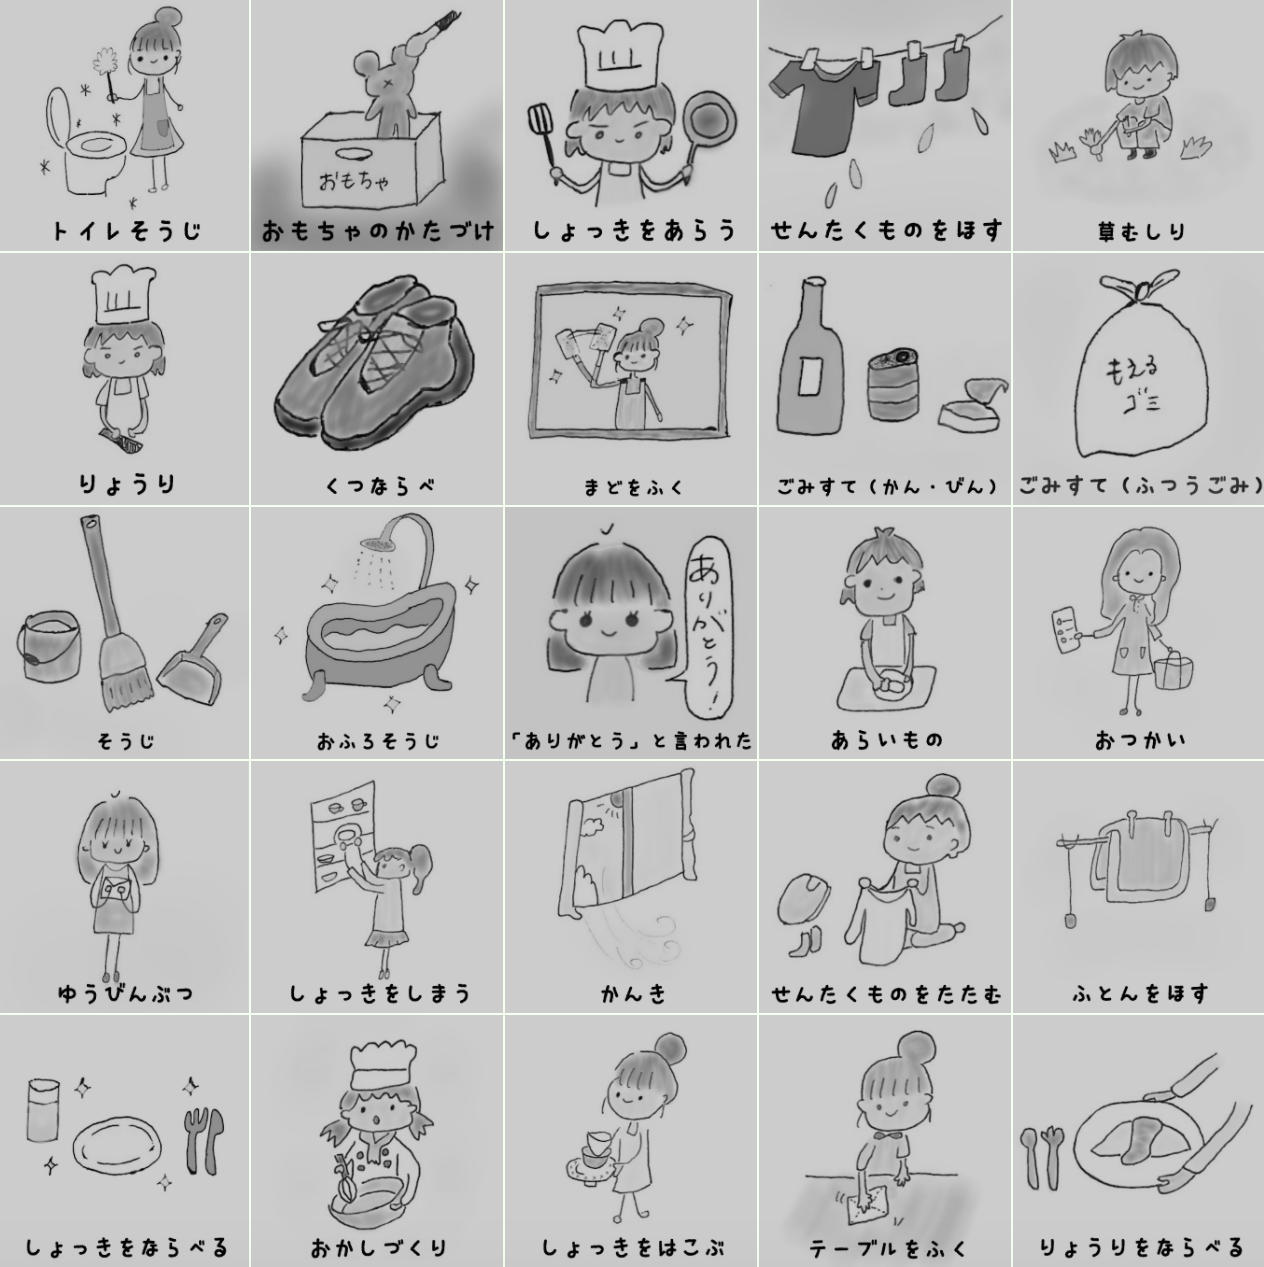 トイレそうじ
おもちゃ
おもちゃのかたづけ
しょっきをあらう
せんたくものをほす
草むしり
りょうり
くつならべ
まどをふく
ごみすて(かん・びん)
もえる
ゴミ
ごみすて(ふつうごみ)
そうじ
おふろそうじ
ありがとう!
「ありがとう」と言われた
あらいもの
おつかい
ゆうびんぶつ
しょっきをしまう
かんき
せんたくものをたたむ
ふとんをほす
しょっきをならべる
おかしづくり
しょっきをはこぶ
テーブルをふく
りょうりをならべる